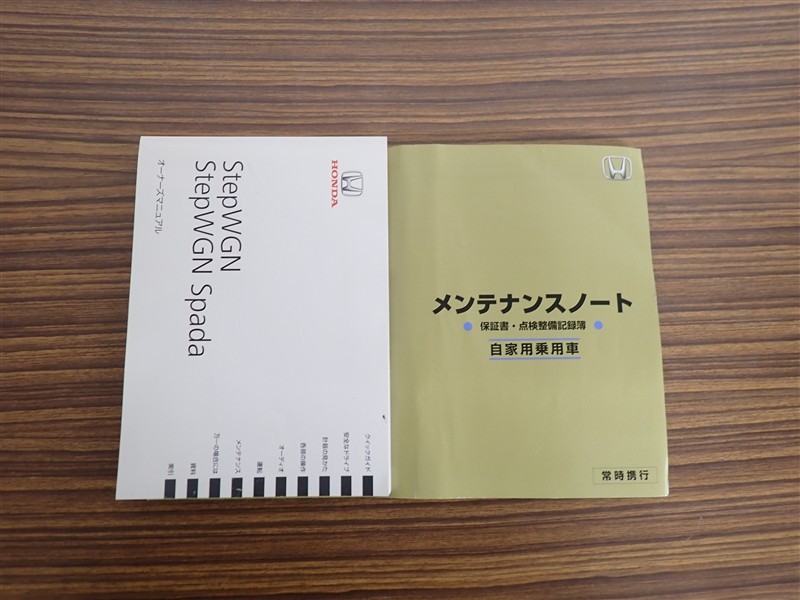 HONDA
StepWGN
StepWGN Spada
オーナーズマニュアル
クイックガイド
安全なドライブ
計器の見かた
各部の操作
オーディオ
運転
メンテナンス
万一の場合には
資料
索引
メンテナンスノート
保証書・点検整備記録簿
自家用乗用車
常時携行